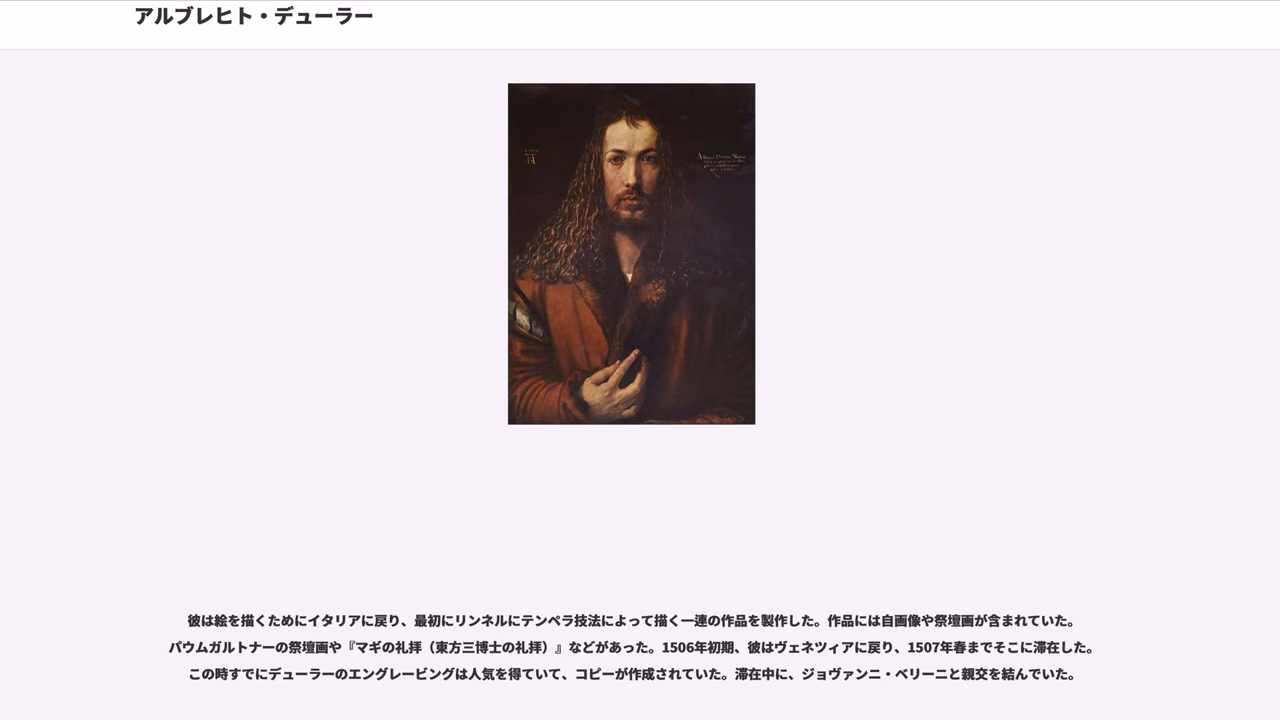 アルブレヒト・デューラー
彼は絵を描くためにイタリアに戻り、最初にリンネルにテンペラ技法によって描く一連の作品を製作した。作品には自画像や祭壇画が含まれていた。
パウムガルトナーの祭壇画や『マギの礼拝（東方三博士の礼拝）』などがあった。1506年初期、彼はヴェネツィアに戻り、1507年春までそこに滞在した。
この時すでにデューラーのエングレービングは人気を得ていて、コピーが作成されていた。滞在中に、ジョヴァンニ・ベリーニと親交を結んでいた。